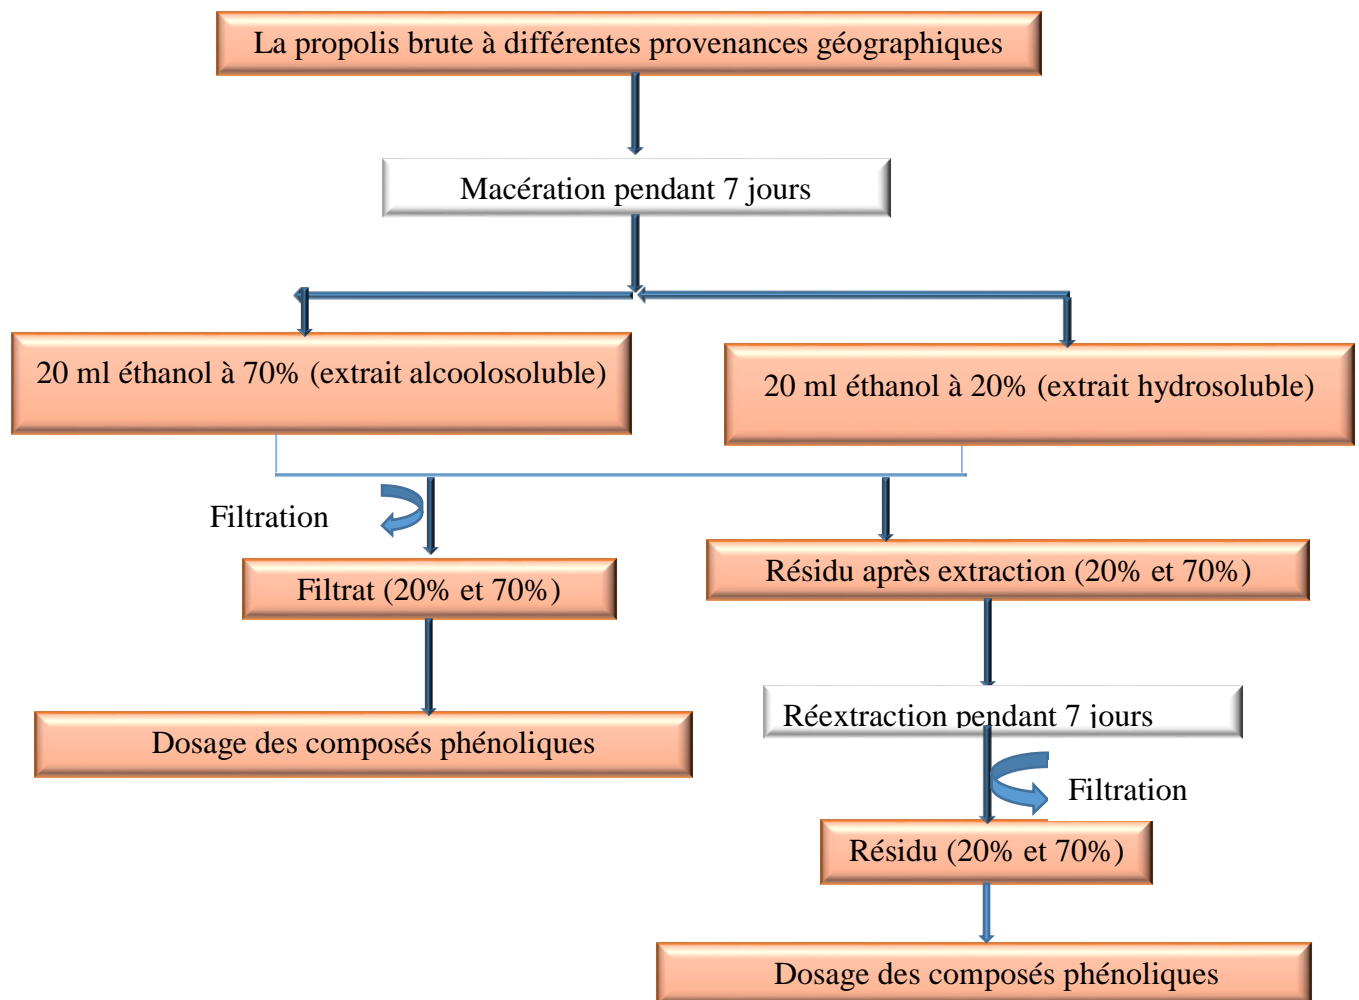 La propolis brute à différentes provenances géographiques
Macération pendant 7 jours
20 ml éthanol à 70% (extrait alcoolosoluble)
20 ml éthanol à 20% (extrait hydrosoluble)
Filtration
Filtrat (20% et 70%)
Résidu après extraction (20% et 70%)
Dosage des composés phénoliques
Réextraction pendant 7 jours
Filtration
Résidu (20% et 70%)
Dosage des composés phénoliques